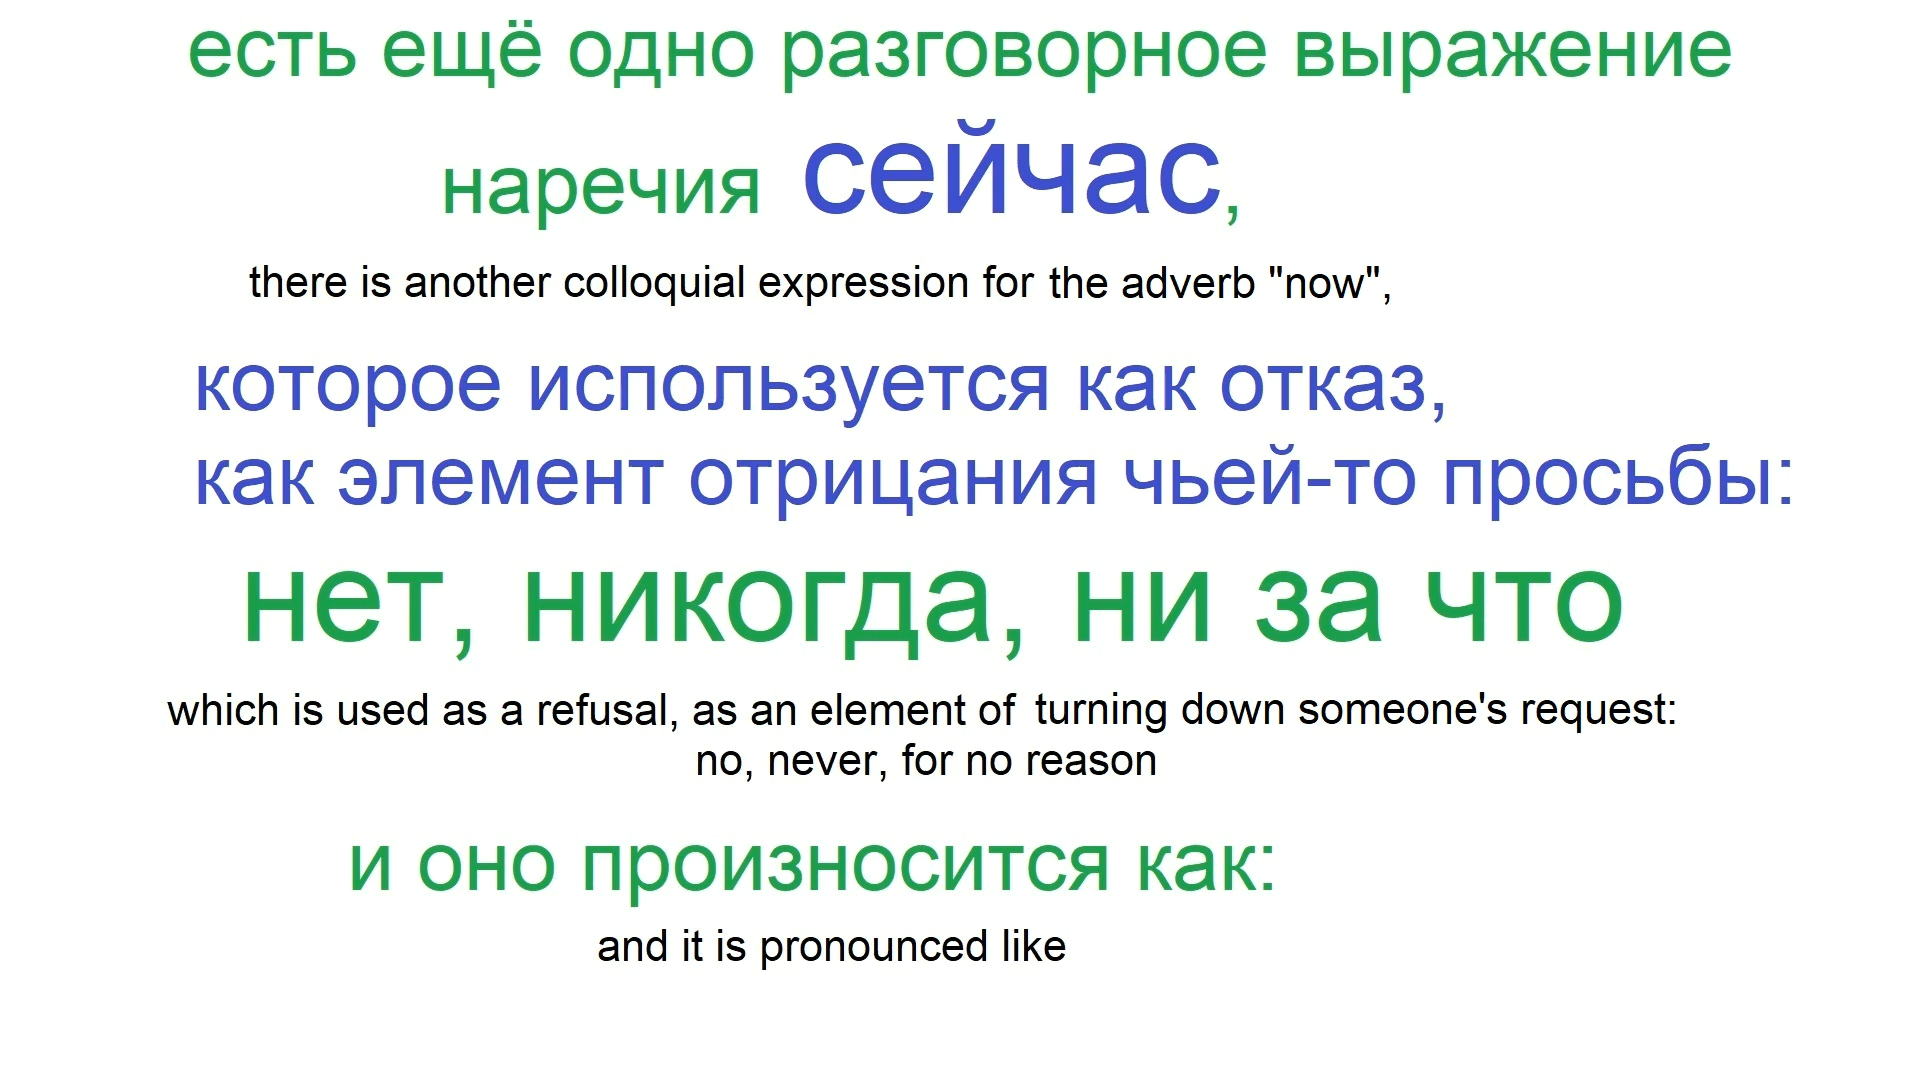 есть ещё одно разговорное выражение
наречия сейчас,
there is another colloquial expression for the adverb "now",
которое используется как отказ,
как элемент отрицания чьей-то просьбы:
нет, никогда, ни за что
which is used as a refusal, as an element of turning down someone's request:
no, never, for no reason
и оно произносится как:
and it is pronounced like